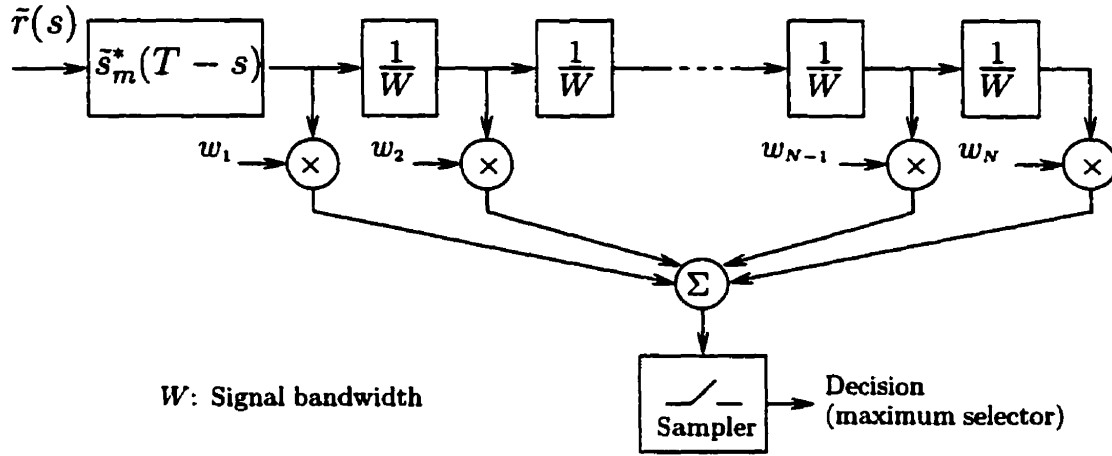 r̃(s)
s̃*ₘ(T − s)
1/W
1/W
1/W
1/W
w₁
w₂
w_{N−1}
w_N
×
×
×
×
Σ
W: Signal bandwidth
Sampler
Decision
(maximum selector)